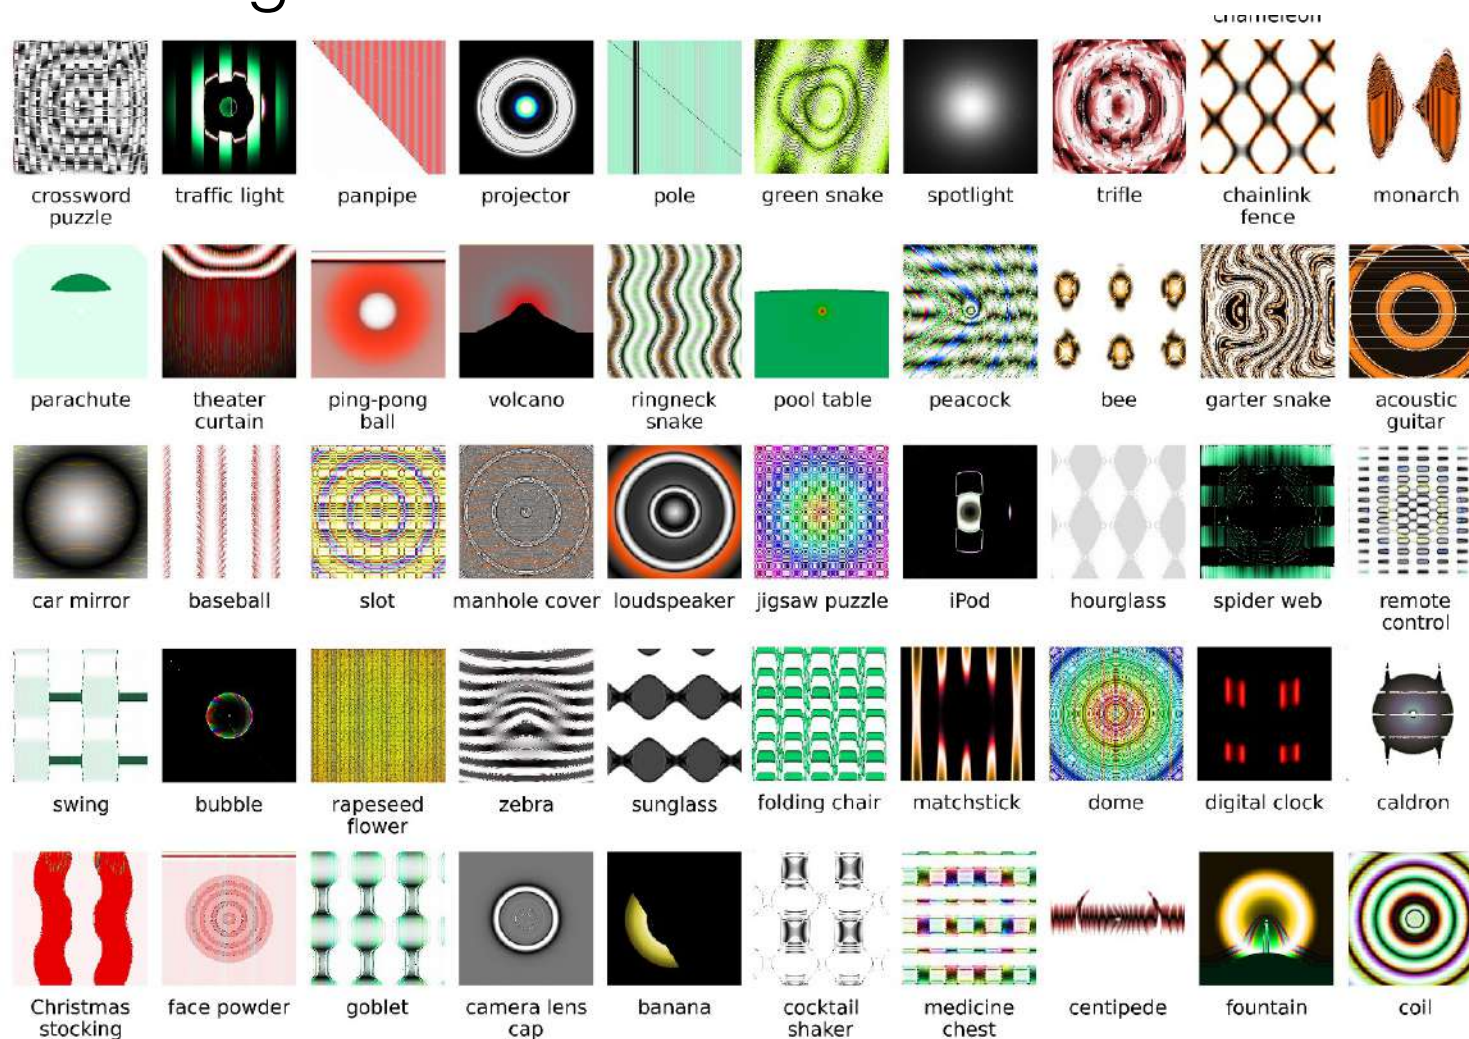 g
chameleon
crossword
puzzle
traffic light
panpipe
projector
pole
green snake
spotlight
trifle
chainlink
fence
monarch
parachute
theater
curtain
ping-pong
ball
volcano
ringneck
snake
pool table
peacock
bee
garter snake
acoustic
guitar
car mirror
baseball
slot
manhole cover
loudspeaker
jigsaw puzzle
iPod
hourglass
spider web
remote
control
swing
bubble
rapeseed
flower
zebra
sunglass
folding chair
matchstick
dome
digital clock
caldron
Christmas
stocking
face powder
goblet
camera lens
cap
banana
cocktail
shaker
medicine
chest
centipede
fountain
coil